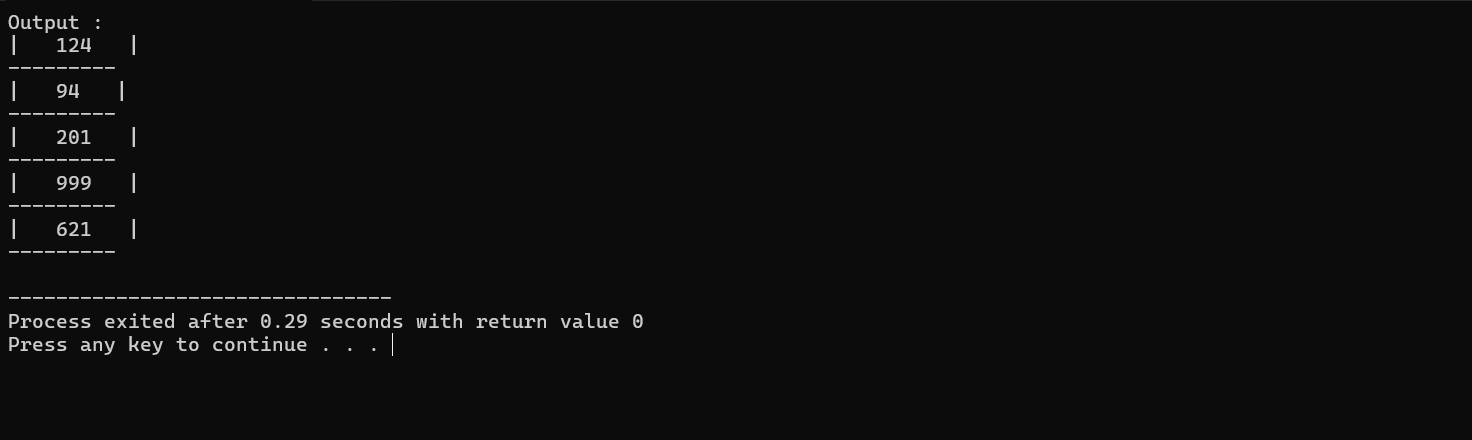 Output :
|   124   |
---------
|   94   |
---------
|   201   |
---------
|   999   |
---------
|   621   |
---------

--------------------------------
Process exited after 0.29 seconds with return value 0
Press any key to continue . . .